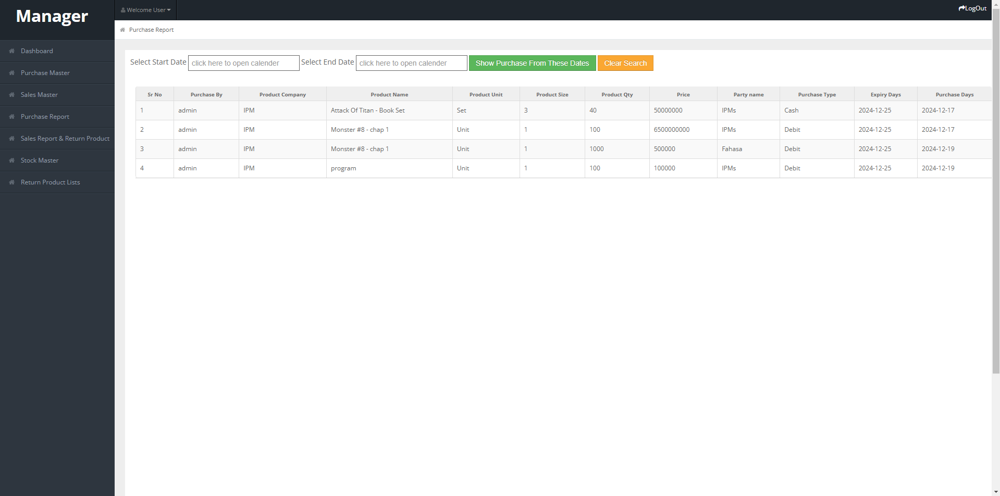 Manager
Welcome User
LogOut
Purchase Report
Dashboard
Purchase Master
Sales Master
Purchase Report
Sales Report & Return Product
Stock Master
Return Product Lists
Select Start Date click here to open calender Select End Date click here to open calender Show Purchase From These Dates Clear Search
Sr No Purchase By Product Company Product Name Product Unit Product Size Product Qty Price Party name Purchase Type Expiry Days Purchase Days
1 admin IPM Attack Of Titan - Book Set Set 3 40 50000000 IPMs Cash 2024-12-25 2024-12-17
2 admin IPM Monster #8 - chap 1 Unit 1 100 6500000000 IPMs Debit 2024-12-25 2024-12-17
3 admin IPM Monster #8 - chap 1 Unit 1 1000 500000 Fahasa Debit 2024-12-25 2024-12-19
4 admin IPM program Unit 1 100 100000 IPMs Debit 2024-12-25 2024-12-19